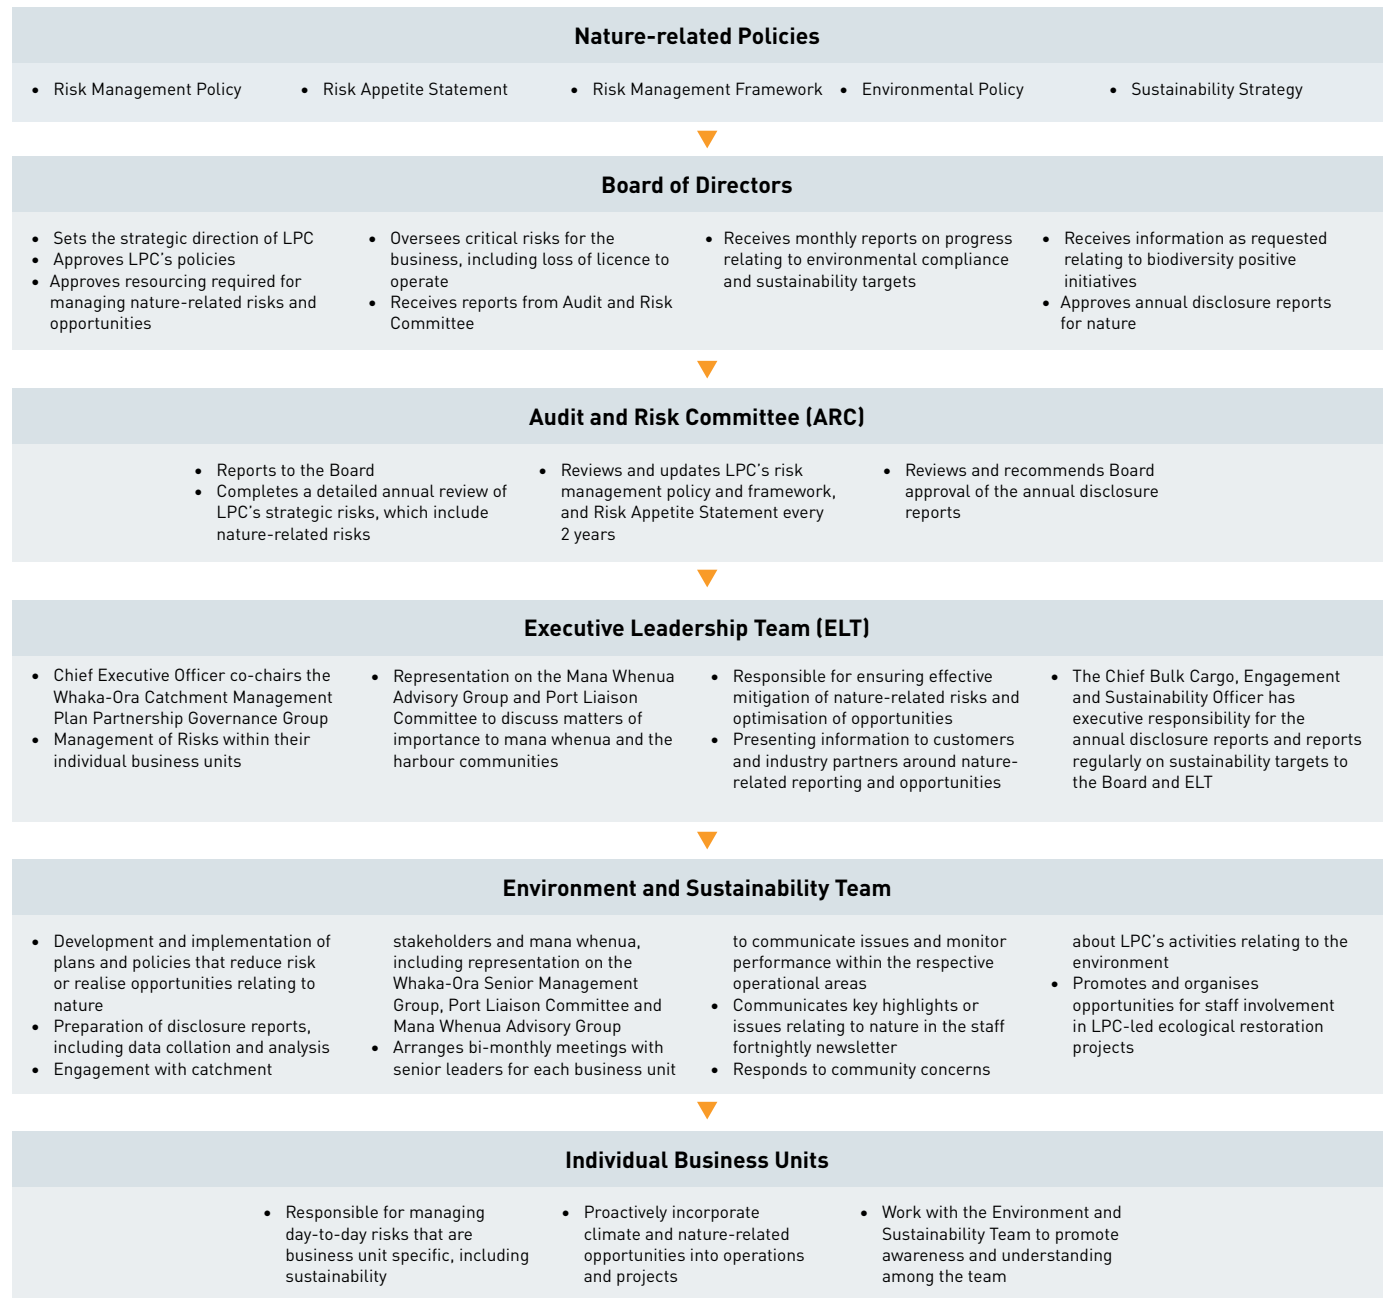 Nature-related Policies
• Risk Management Policy
• Risk Appetite Statement
• Risk Management Framework
• Environmental Policy
• Sustainability Strategy
Board of Directors
• Sets the strategic direction of LPC
• Approves LPC's policies
• Approves resourcing required for
managing nature-related risks and
opportunities
• Oversees critical risks for the
business, including loss of licence to
operate
• Receives reports from Audit and Risk
Committee
• Receives monthly reports on progress
relating to environmental compliance
and sustainability targets
• Receives information as requested
relating to biodiversity positive
initiatives
• Approves annual disclosure reports
for nature
Audit and Risk Committee (ARC)
• Reports to the Board
• Completes a detailed annual review of
LPC's strategic risks, which include
nature-related risks
• Reviews and updates LPC's risk
management policy and framework,
and Risk Appetite Statement every
2 years
• Reviews and recommends Board
approval of the annual disclosure
reports
Executive Leadership Team (ELT)
• Chief Executive Officer co-chairs the
Whaka-Ora Catchment Management
Plan Partnership Governance Group
• Management of Risks within their
individual business units
• Representation on the Mana Whenua
Advisory Group and Port Liaison
Committee to discuss matters of
importance to mana whenua and the
harbour communities
• Responsible for ensuring effective
mitigation of nature-related risks and
optimisation of opportunities
• Presenting information to customers
and industry partners around nature-
related reporting and opportunities
• The Chief Bulk Cargo, Engagement
and Sustainability Officer has
executive responsibility for the
annual disclosure reports and reports
regularly on sustainability targets to
the Board and ELT
Environment and Sustainability Team
• Development and implementation of
plans and policies that reduce risk
or realise opportunities relating to
nature
• Preparation of disclosure reports,
including data collation and analysis
• Engagement with catchment
stakeholders and mana whenua,
including representation on the
Whaka-Ora Senior Management
Group, Port Liaison Committee and
Mana Whenua Advisory Group
• Arranges bi-monthly meetings with
senior leaders for each business unit
to communicate issues and monitor
performance within the respective
operational areas
• Communicates key highlights or
issues relating to nature in the staff
fortnightly newsletter
• Responds to community concerns
about LPC's activities relating to the
environment
• Promotes and organises
opportunities for staff involvement
in LPC-led ecological restoration
projects
Individual Business Units
• Responsible for managing
day-to-day risks that are
business unit specific, including
sustainability
• Proactively incorporate
climate and nature-related
opportunities into operations
and projects
• Work with the Environment and
Sustainability Team to promote
awareness and understanding
among the team